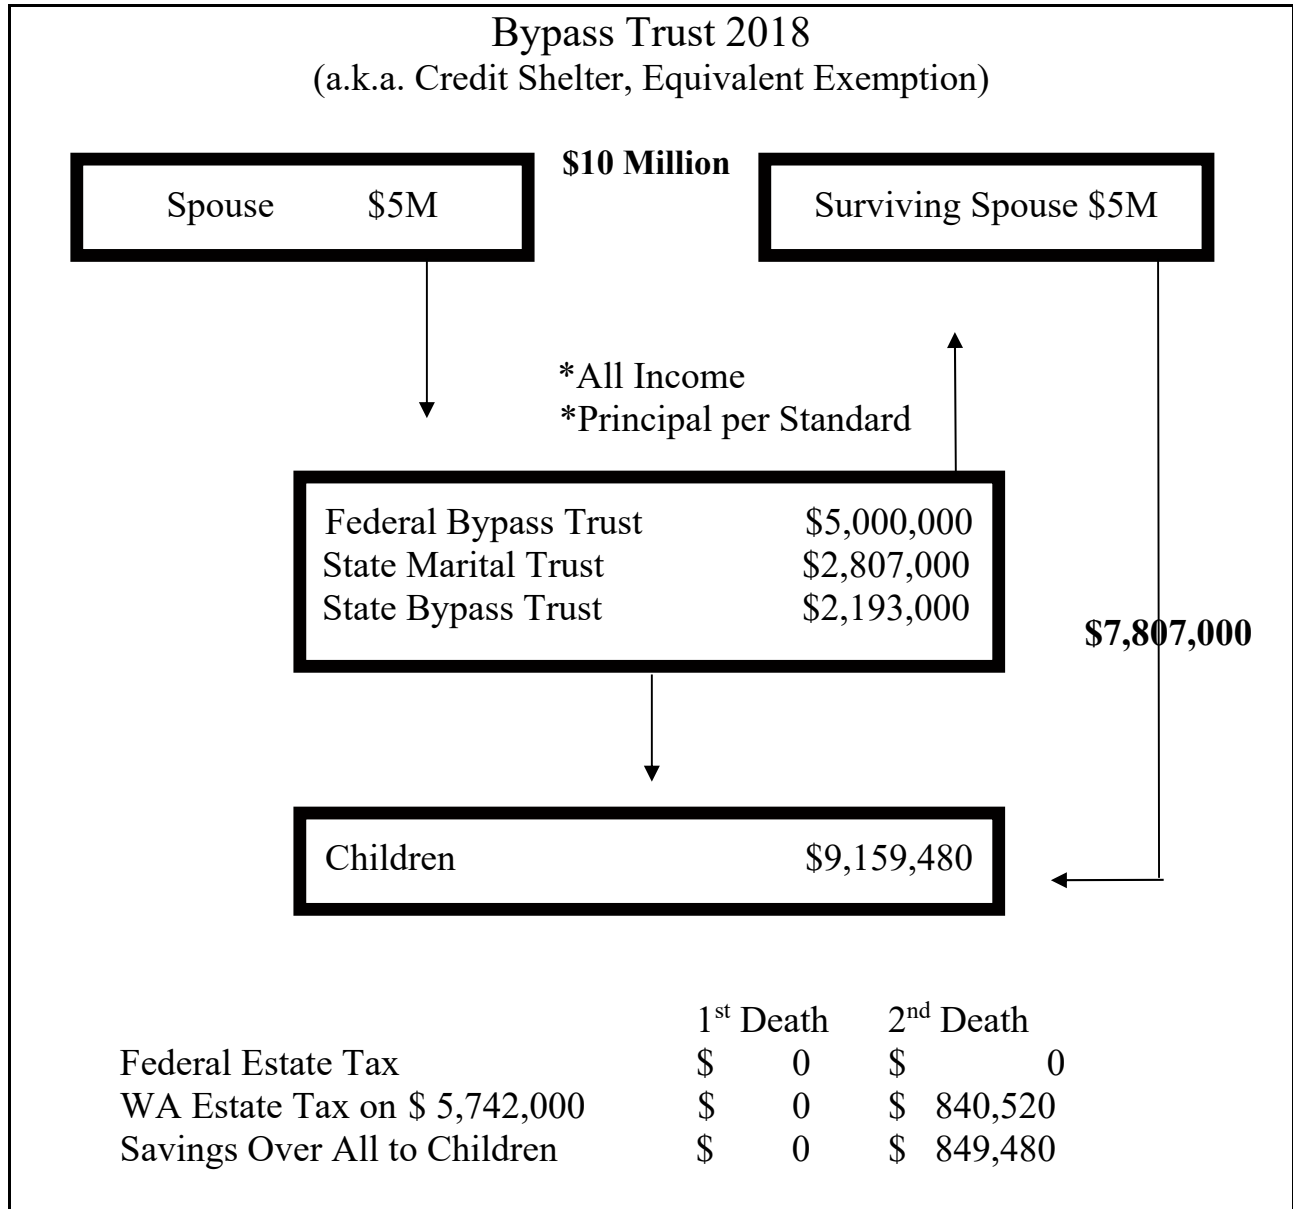 Bypass Trust 2018
(a.k.a. Credit Shelter, Equivalent Exemption)
$10 Million
Spouse $5M
Surviving Spouse $5M
*All Income
*Principal per Standard
Federal Bypass Trust $5,000,000
State Marital Trust $2,807,000
State Bypass Trust $2,193,000
$7,807,000
Children $9,159,480
1st Death 2nd Death
Federal Estate Tax $ 0 $ 0
WA Estate Tax on $ 5,742,000 $ 0 $ 840,520
Savings Over All to Children $ 0 $ 849,480